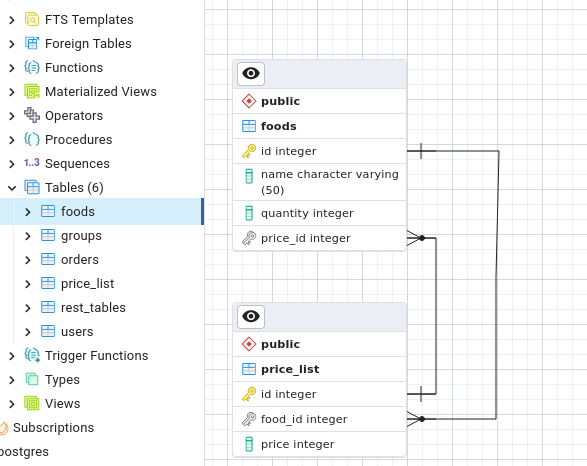 FTS Templates
Foreign Tables
Functions
Materialized Views
Operators
Procedures
1..3 Sequences
Tables (6)
foods
groups
orders
price_list
rest_tables
users
Trigger Functions
Types
Views
Subscriptions
postgres
public
foods
id integer
name character varying
(50)
quantity integer
price_id integer
public
price_list
id integer
food_id integer
price integer